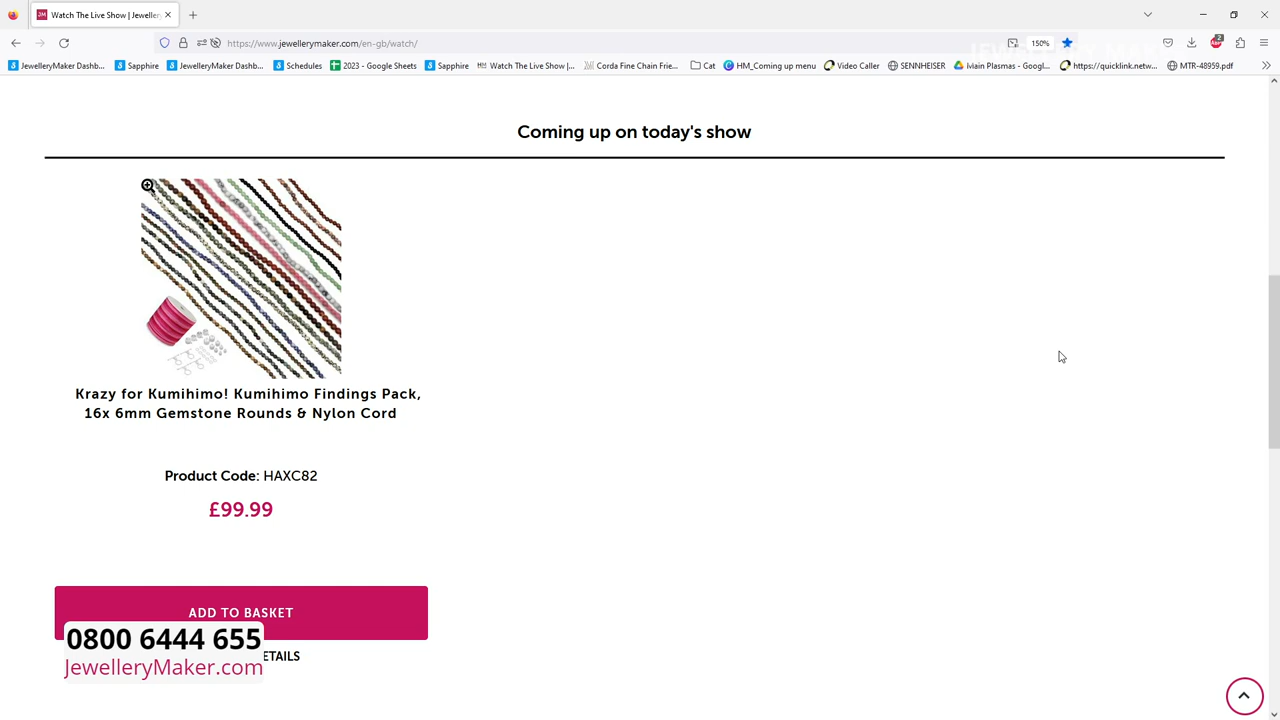 Watch The Live Show | Jeweller
JEWELLERY MAK
https://www.jewellerymaker.com/en-gb/watch/
150%
2
JewelleryMaker Dashb...
Sapphire
JewelleryMaker Dashb...
Schedules
2023 - Google Sheets
Sapphire
Watch The Live Show |...
Corda Fine Chain Frie...
Cat
HM_Coming up menu
Video Caller
SENNHEISER
Main Plasmas - Googl...
https://quicklink.netw...
MTR-48959.pdf
Coming up on today's show
Krazy for Kumihimo! Kumihimo Findings Pack,
16x 6mm Gemstone Rounds & Nylon Cord
Product Code: HAXC82
£99.99
ADD TO BASKET
0800 6444 655
ETAILS
JewelleryMaker.com